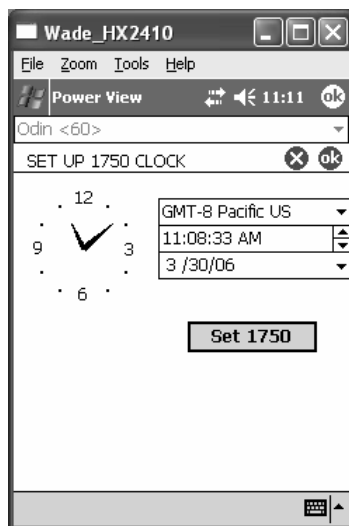 Wade_HX2410
File Zoom Tools Help
Power View 11:11 ok
Odin <60>
SET UP 1750 CLOCK ok
12
9 3
6
GMT-8 Pacific US
11:08:33 AM
3 /30/06
Set 1750